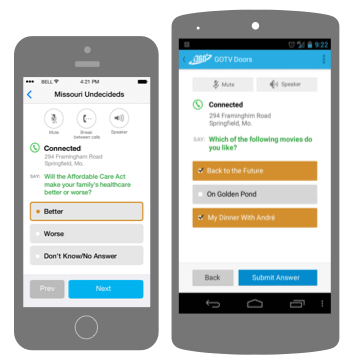 BELL 4:21 PM
Missouri Undecideds
Mute
Break
between calls
Speaker
Connected
294 Framingham Road
Springfield, Mo.
SAY: Will the Affordable Care Act
make your family's healthcare
better or worse?
Better
Worse
Don't Know/No Answer
Prev
Next
9:22
360 GOTV Doors
Mute
Speaker
Connected
294 Framinghim Road
Springfield, Mo.
SAY: Which of the following movies do
you like?
Back to the Future
On Golden Pond
My Dinner With André
Back
Submit Answer